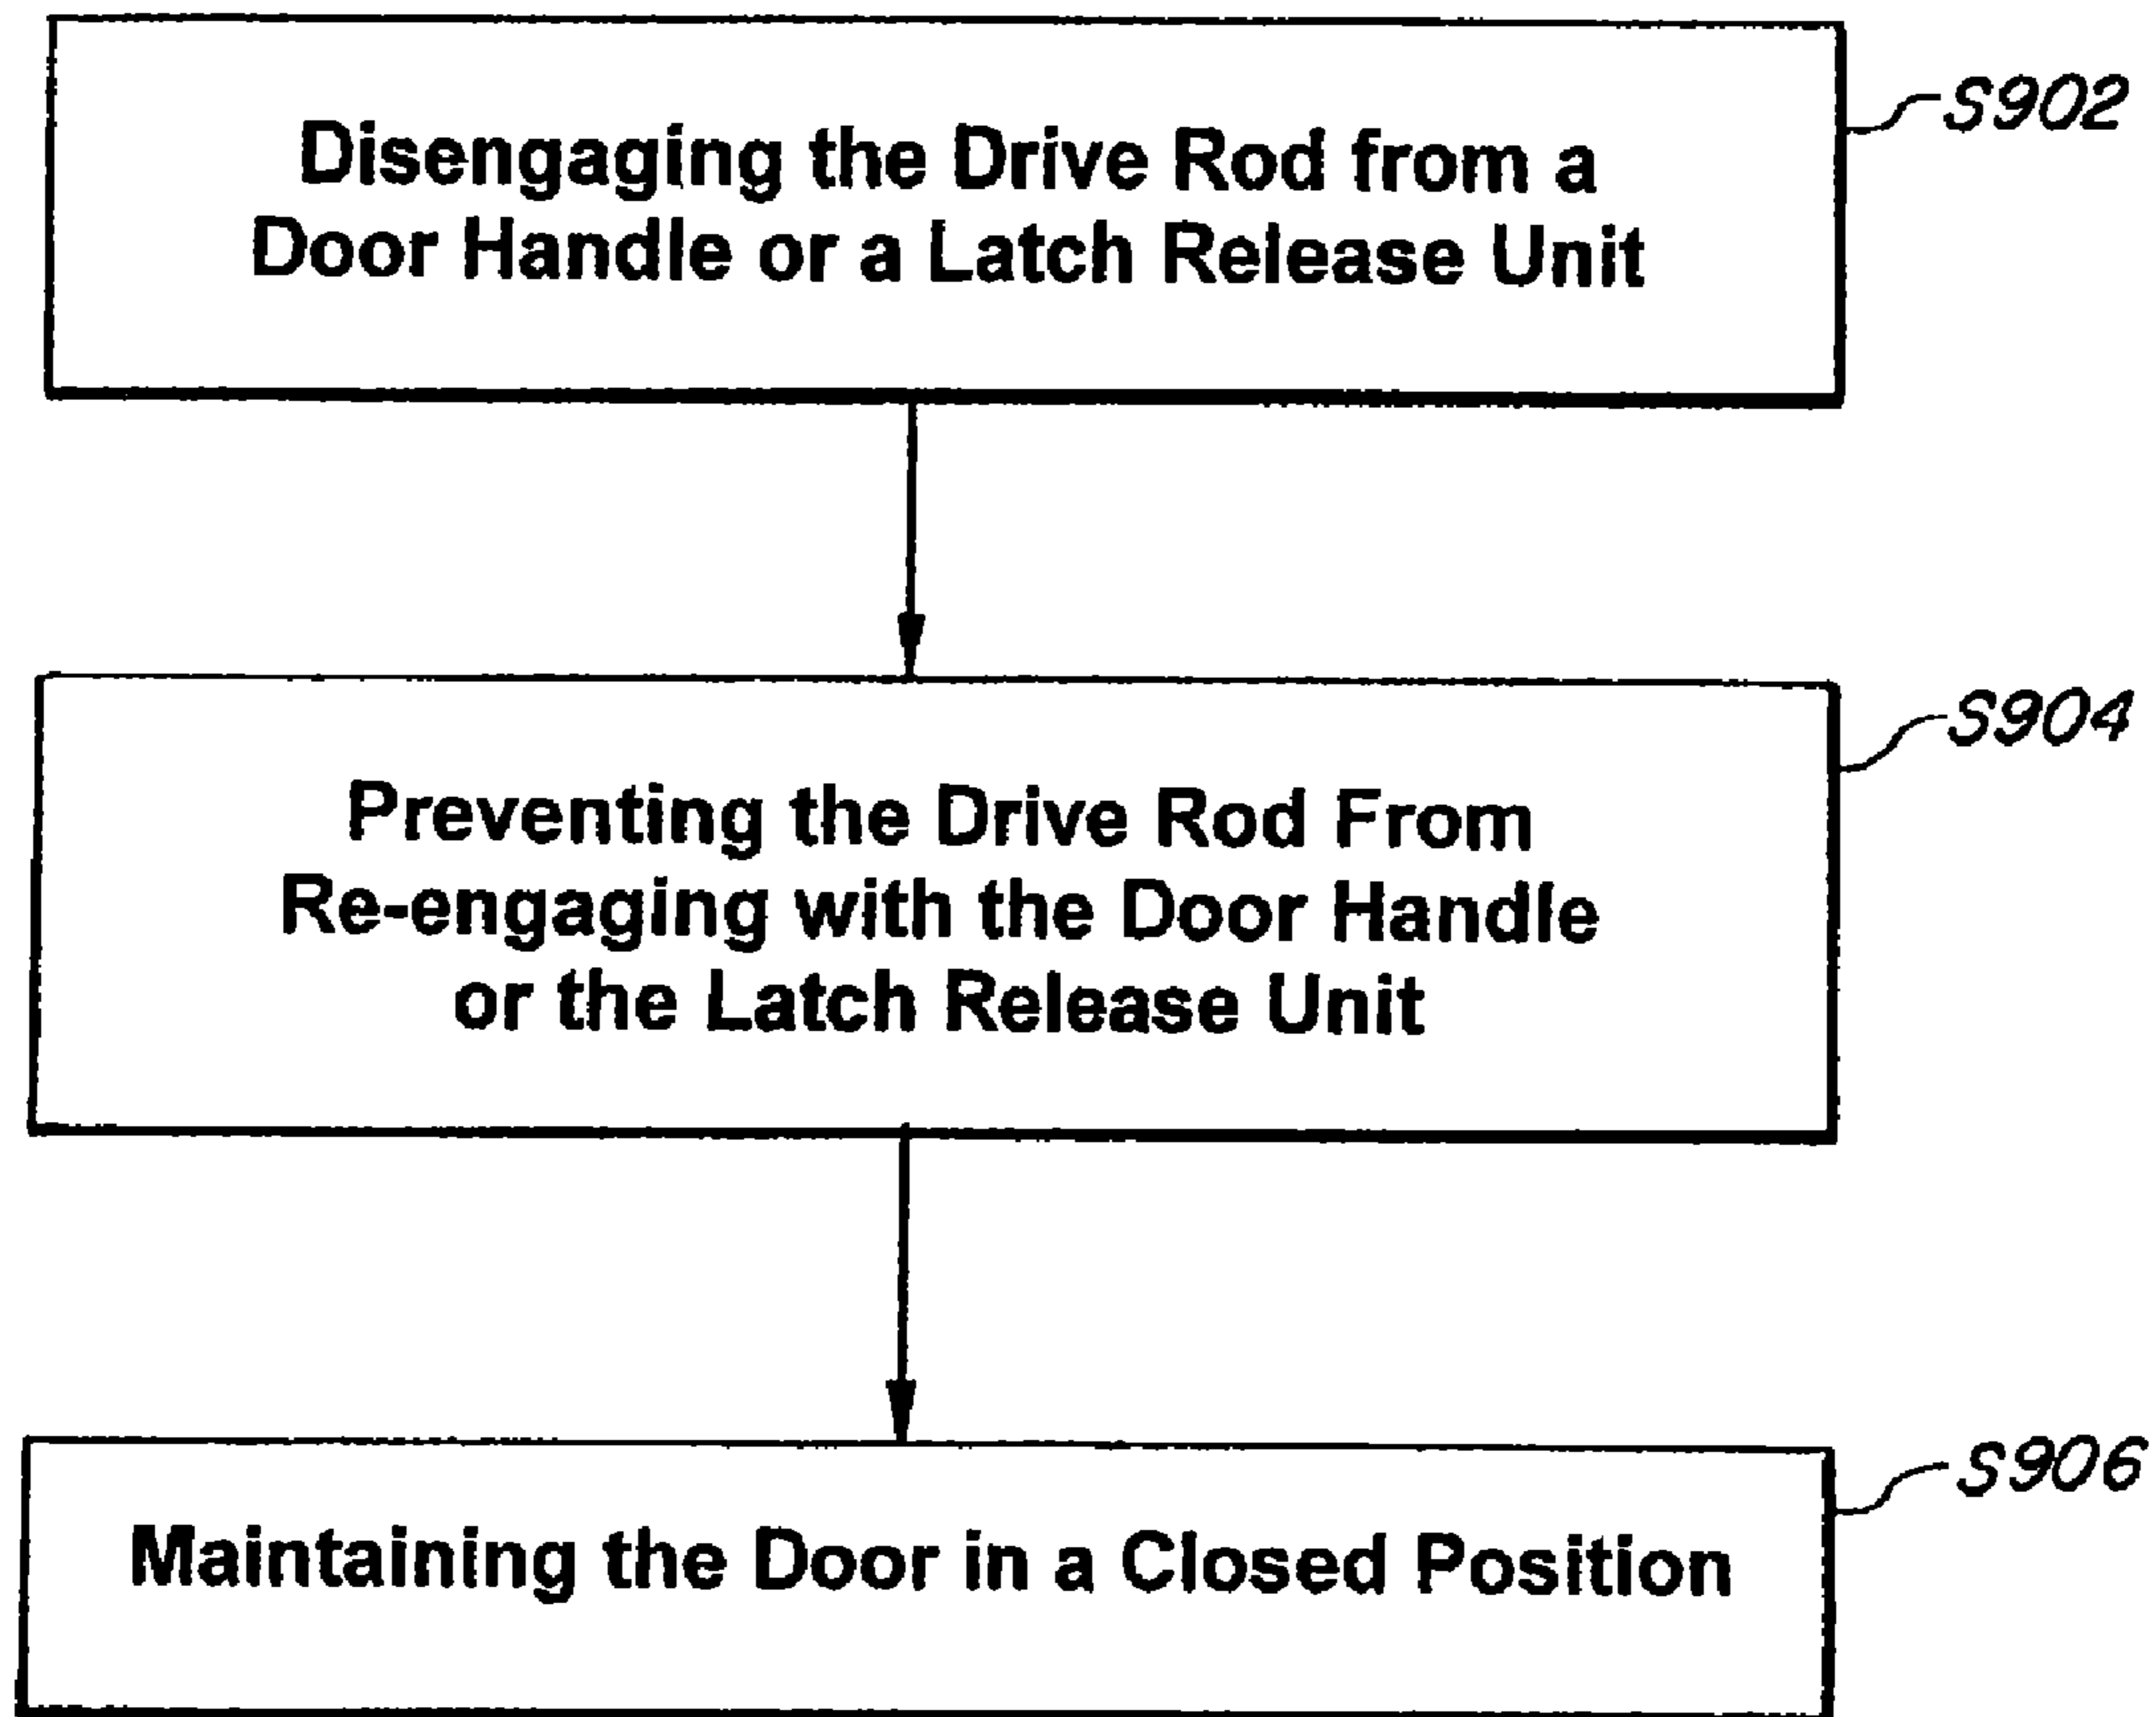 Disengaging the Drive Rod from a
Door Handle or a Latch Release Unit
S902
Preventing the Drive Rod From
Re-engaging with the Door Handle
or the Latch Release Unit
S904
Maintaining the Door in a Closed Position
S906